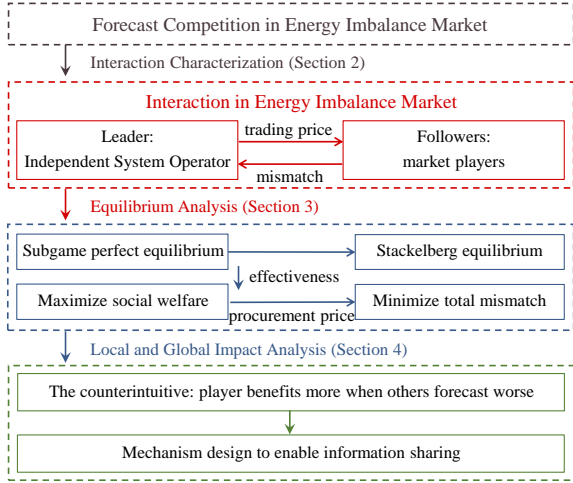 Forecast Competition in Energy Imbalance Market
Interaction Characterization (Section 2)
Interaction in Energy Imbalance Market
Leader:
Independent System Operator
trading price
mismatch
Followers:
market players
Equilibrium Analysis (Section 3)
Subgame perfect equilibrium
Stackelberg equilibrium
effectiveness
Maximize social welfare
procurement price
Minimize total mismatch
Local and Global Impact Analysis (Section 4)
The counterintuitive: player benefits more when others forecast worse
Mechanism design to enable information sharing